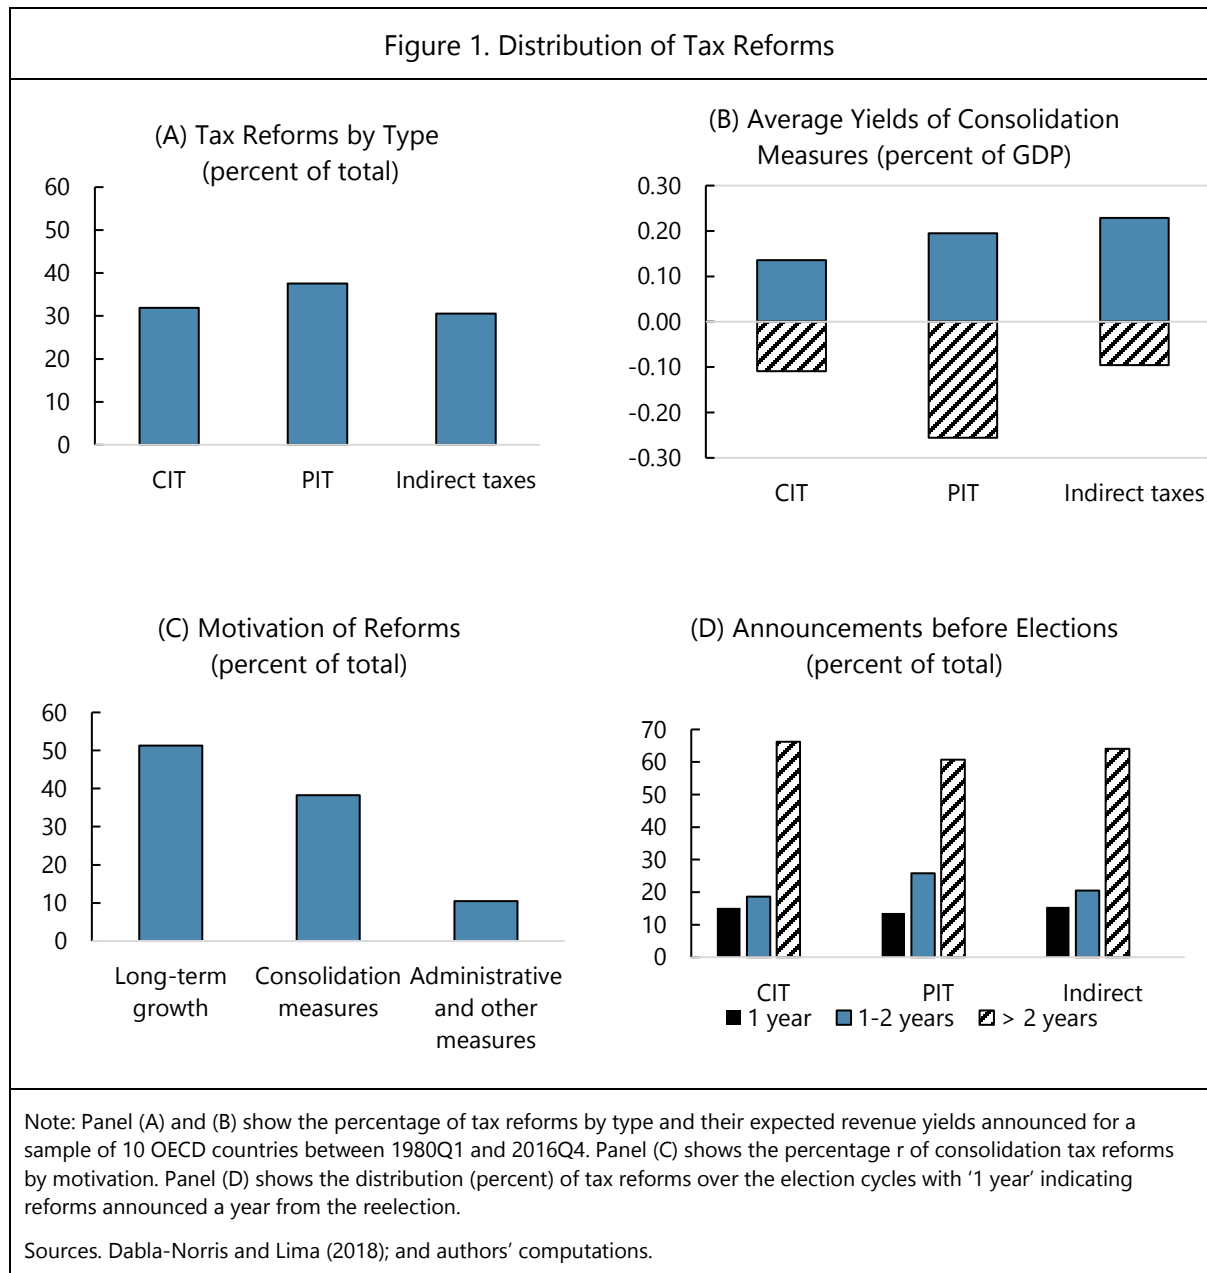 Figure 1. Distribution of Tax Reforms
(A) Tax Reforms by Type
(percent of total)
60
50
40
30
20
10
0
CIT
PIT
Indirect taxes
(B) Average Yields of Consolidation
Measures (percent of GDP)
0.30
0.20
0.10
0.00
-0.10
-0.20
-0.30
CIT
PIT
Indirect taxes
(C) Motivation of Reforms
(percent of total)
60
50
40
30
20
10
0
Long-term
growth
Consolidation
measures
Administrative
and other
measures
(D) Announcements before Elections
(percent of total)
70
60
50
40
30
20
10
0
CIT
PIT
Indirect
1 year
1-2 years
> 2 years
Note: Panel (A) and (B) show the percentage of tax reforms by type and their expected revenue yields announced for a
sample of 10 OECD countries between 1980Q1 and 2016Q4. Panel (C) shows the percentage r of consolidation tax reforms
by motivation. Panel (D) shows the distribution (percent) of tax reforms over the election cycles with ‘1 year’ indicating
reforms announced a year from the reelection.
Sources. Dabla-Norris and Lima (2018); and authors’ computations.